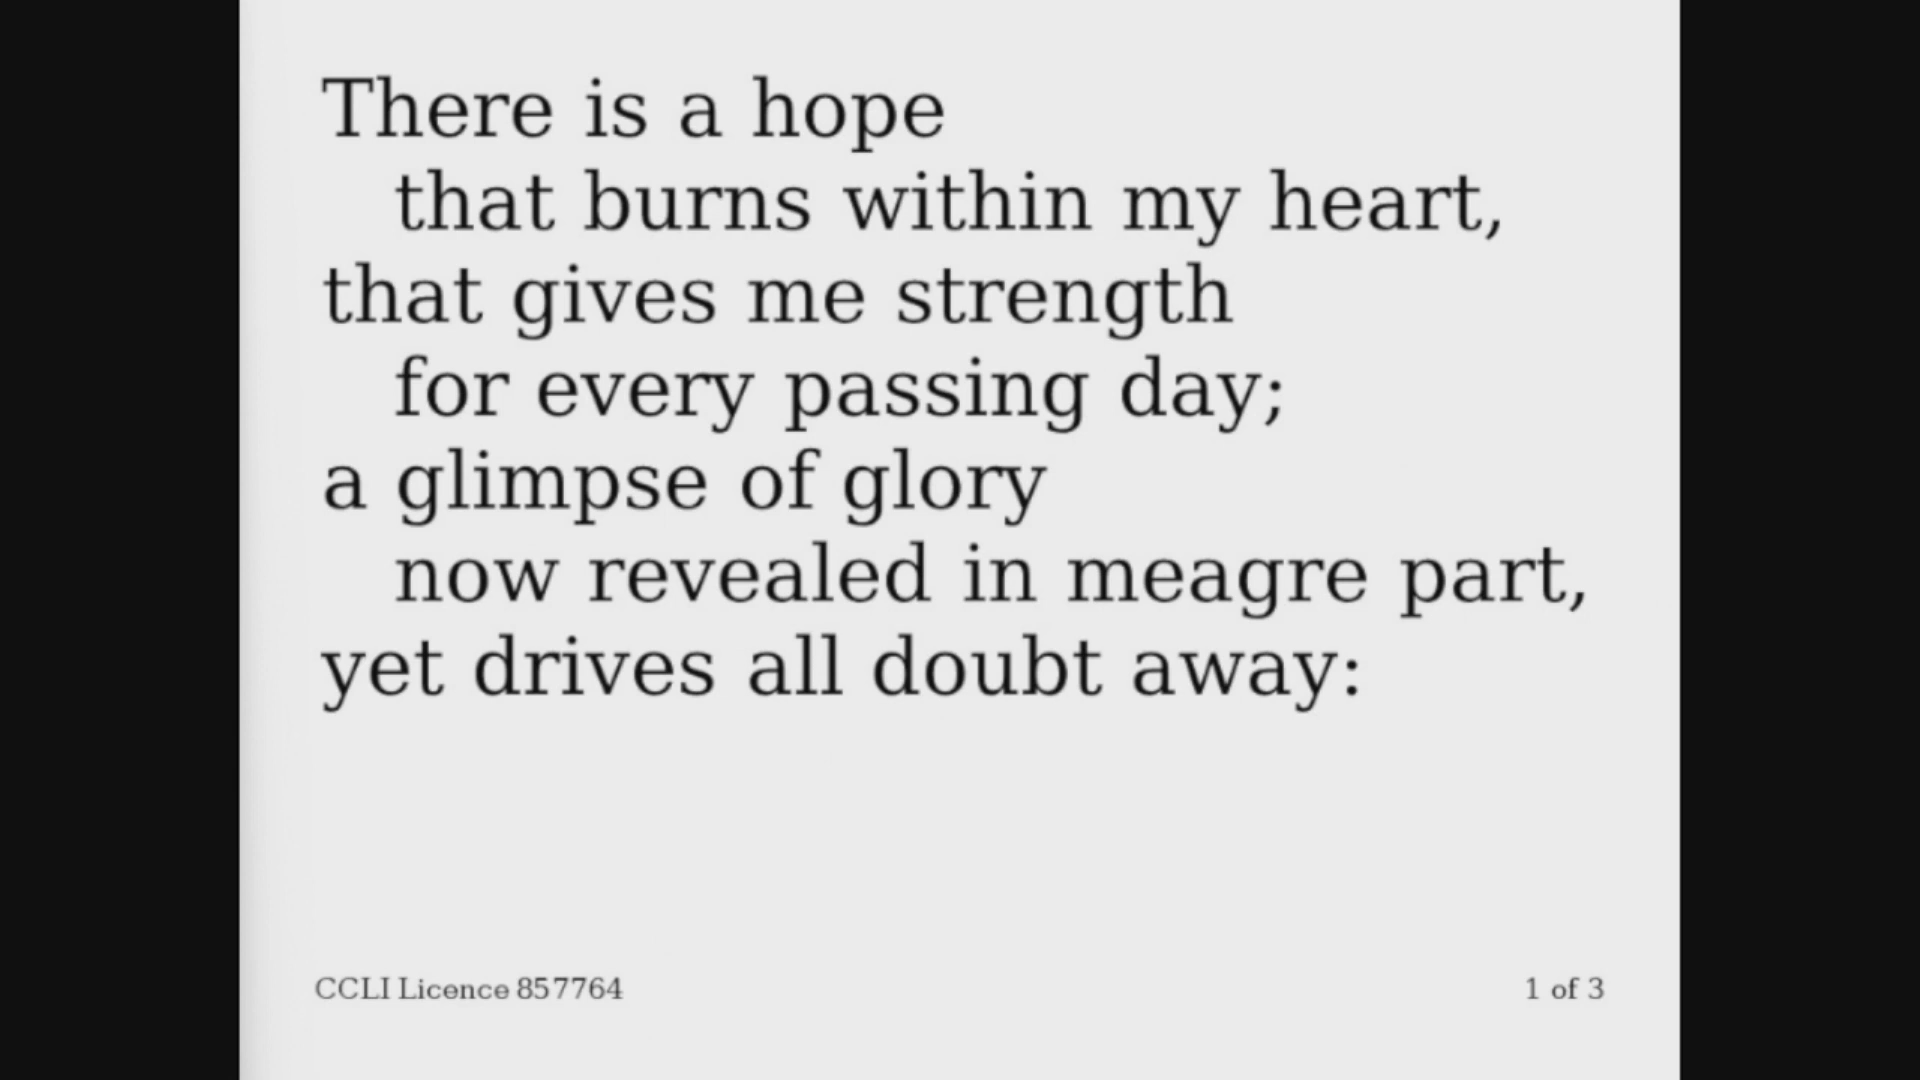 There is a hope
that burns within my heart,
that gives me strength
for every passing day;
a glimpse of glory
now revealed in meagre part,
yet drives all doubt away:
CCLI Licence 857764
1 of 3